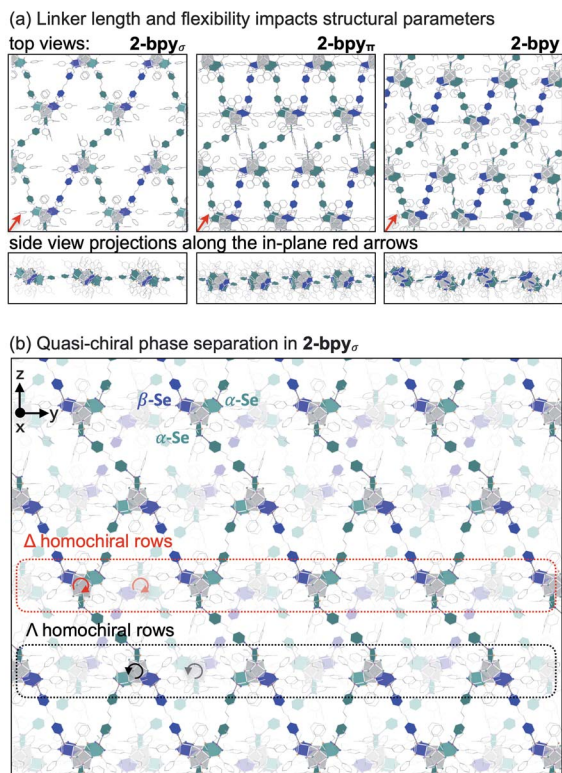 (a) Linker length and flexibility impacts structural parameters
top views: 2-bpyσ 2-bpyπ 2-bpy
side view projections along the in-plane red arrows
(b) Quasi-chiral phase separation in 2-bpyσ
z
y
x
β-Se α-Se
α-Se
Δ homochiral rows
Λ homochiral rows